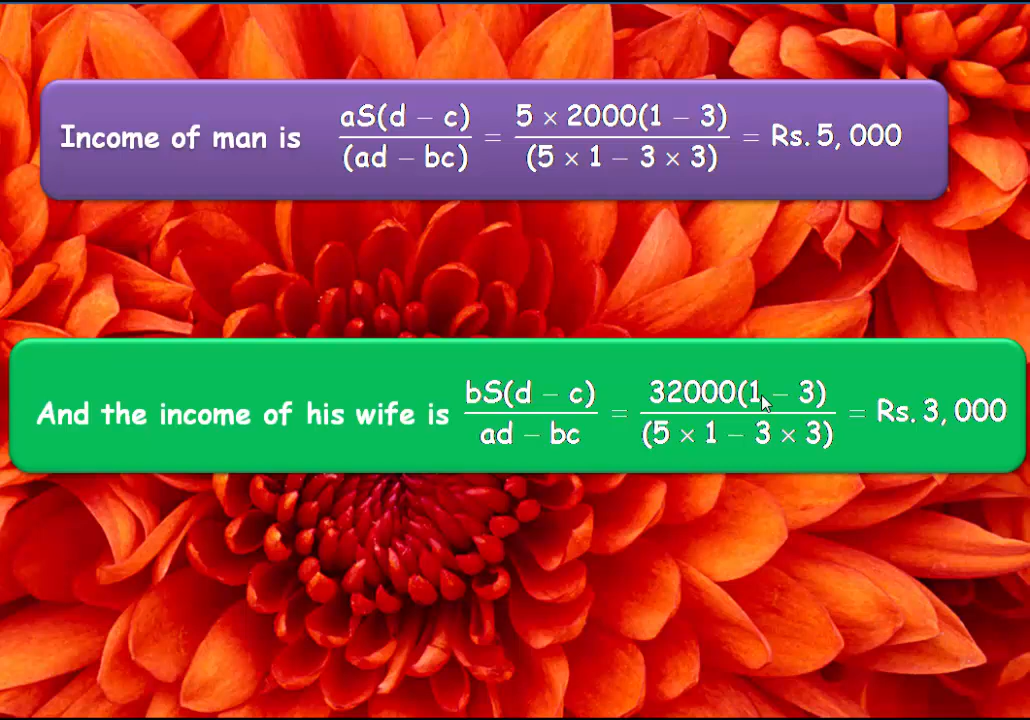 Income of man is aS(d − c)/(ad − bc) = 5 × 2000(1 − 3)/(5 × 1 − 3 × 3) = Rs. 5, 000
And the income of his wife is bS(d − c)/ad − bc = 32000(1 − 3)/(5 × 1 − 3 × 3) = Rs. 3, 000